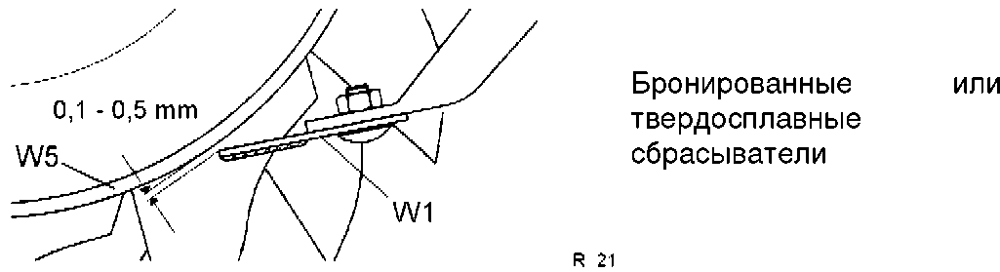 0,1 - 0,5 mm
W5
W1
R 21
Бронированные или
твердосплавные
сбрасыватели